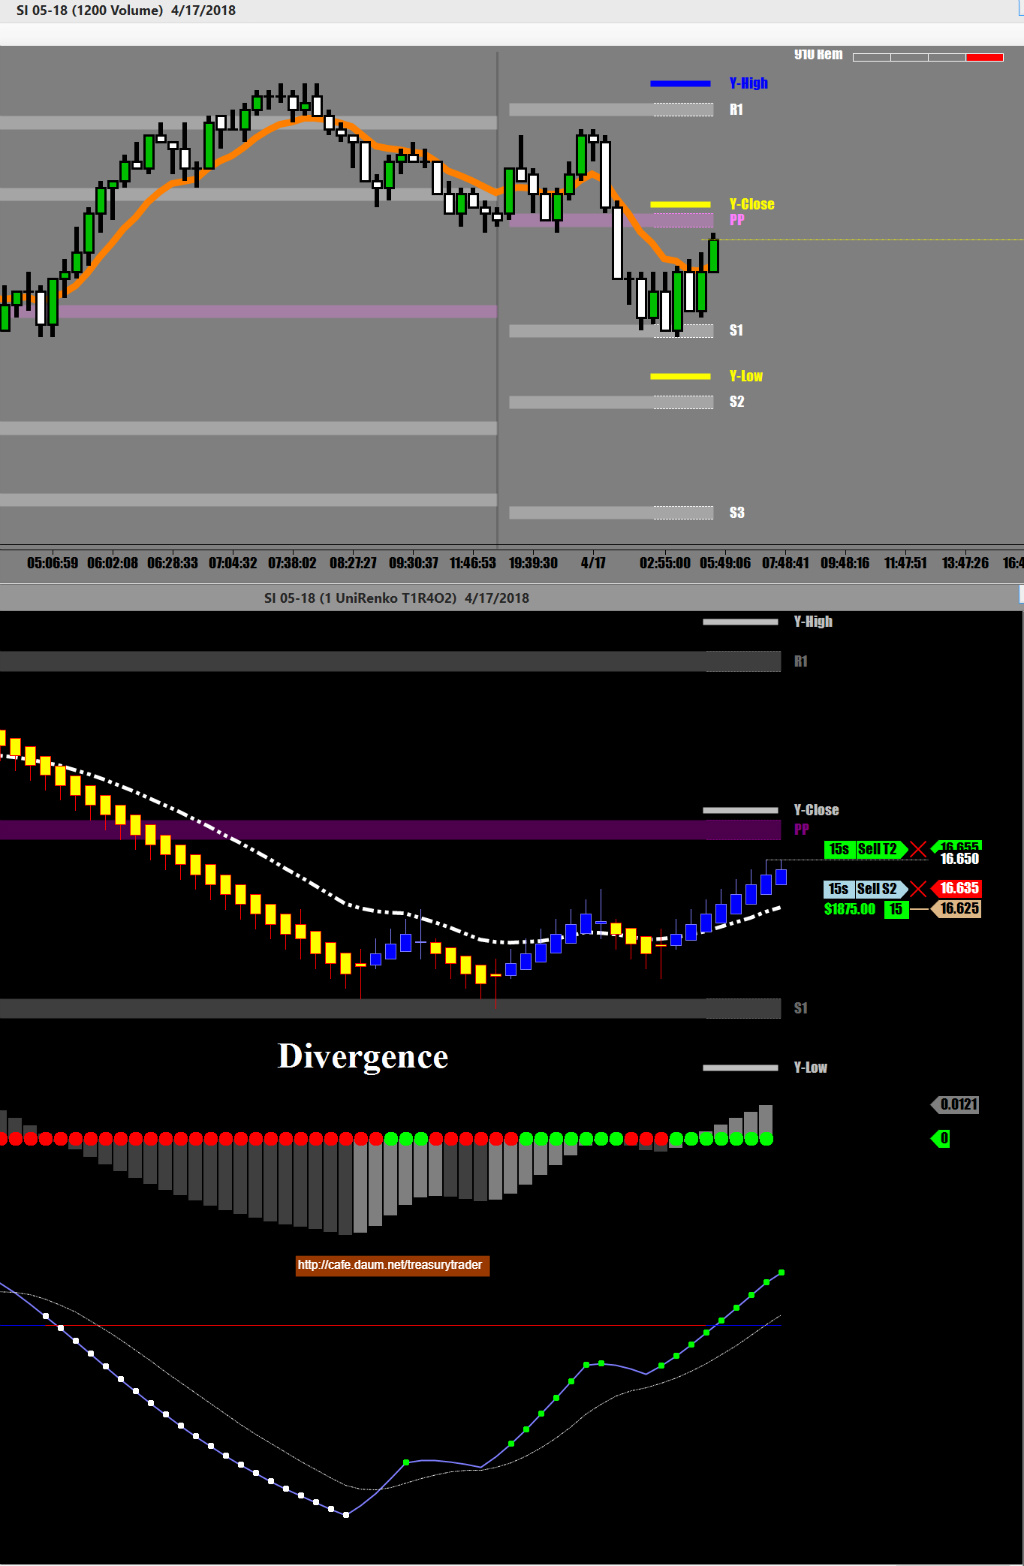 SI 05-18 (1200 Volume)  4/17/2018
910 Rem
Y-High
R1
Y-Close
PP
S1
Y-Low
S2
S3
05:06:59 06:02:08 06:28:33 07:04:32 07:38:02 08:27:27 09:30:37 11:46:53 19:39:30 4/17 02:55:00 05:49:06 07:48:41 09:48:16 11:47:51 13:47:26 16:4
SI 05-18 (1 UniRenko T1R4O2)  4/17/2018
Y-High
R1
Y-Close
PP
15s Sell T2 16.655
16.650
15s Sell S2 16.635
$1875.00 15 16.625
S1
Divergence
Y-Low
0.0121
0
http://cafe.daum.net/treasurytrader